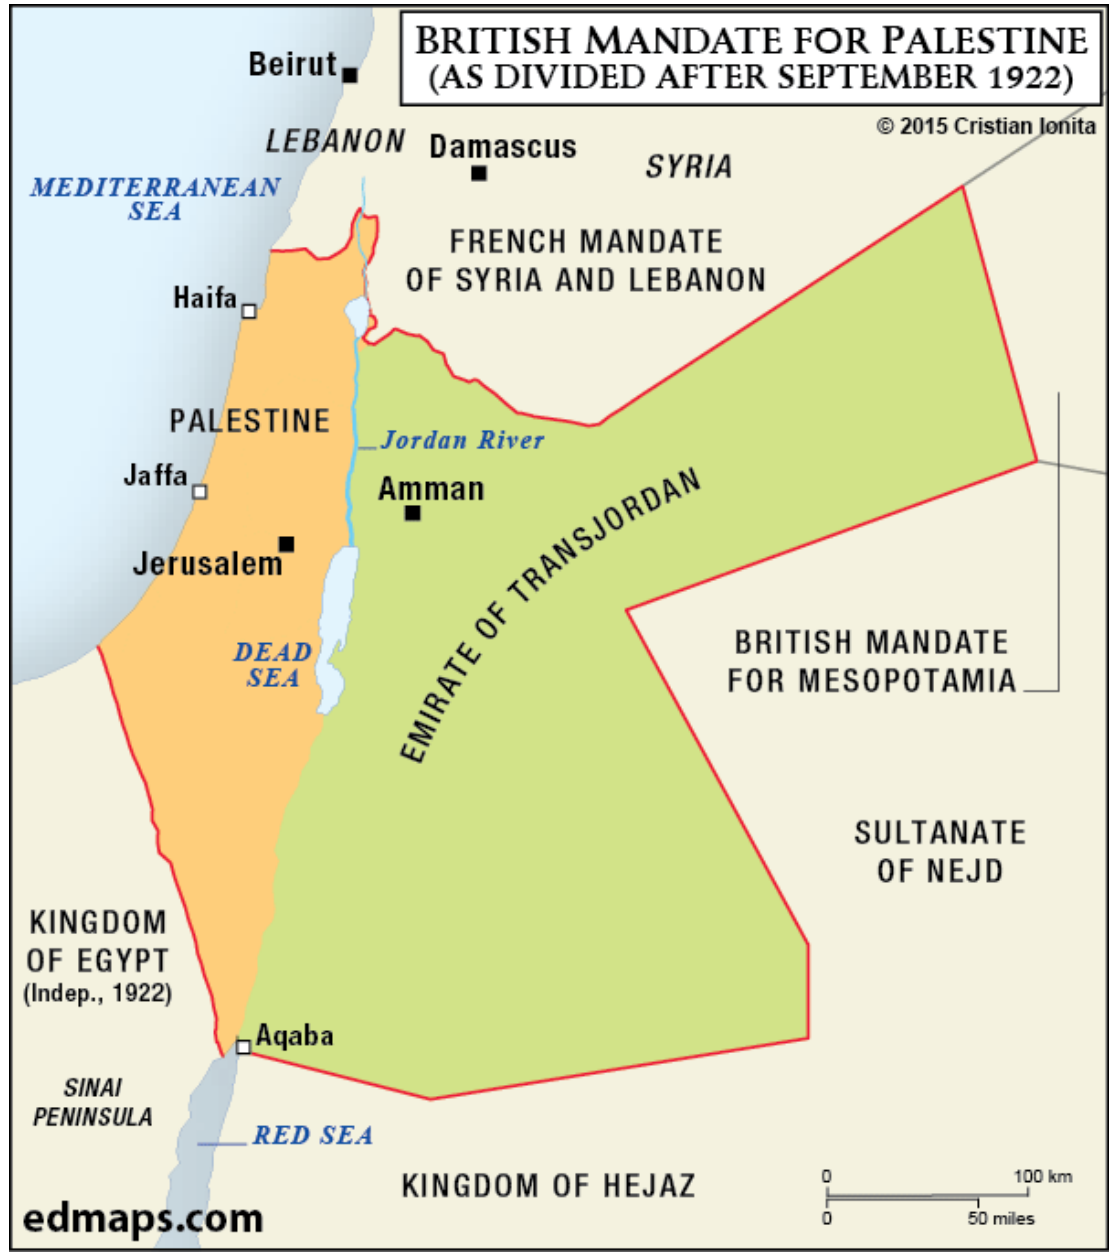 BRITISH MANDATE FOR PALESTINE
(AS DIVIDED AFTER SEPTEMBER 1922)
© 2015 Cristian Ionita
Beirut
LEBANON
Damascus
SYRIA
MEDITERRANEAN
SEA
FRENCH MANDATE
OF SYRIA AND LEBANON
Haifa
PALESTINE
Jordan River
Jaffa
Amman
Jerusalem
EMIRATE OF TRANSJORDAN
DEAD
SEA
BRITISH MANDATE
FOR MESOPOTAMIA
SULTANATE
OF NEJD
KINGDOM
OF EGYPT
(Indep., 1922)
Aqaba
SINAI
PENINSULA
RED SEA
KINGDOM OF HEJAZ
0 100 km
0 50 miles
edmaps.com